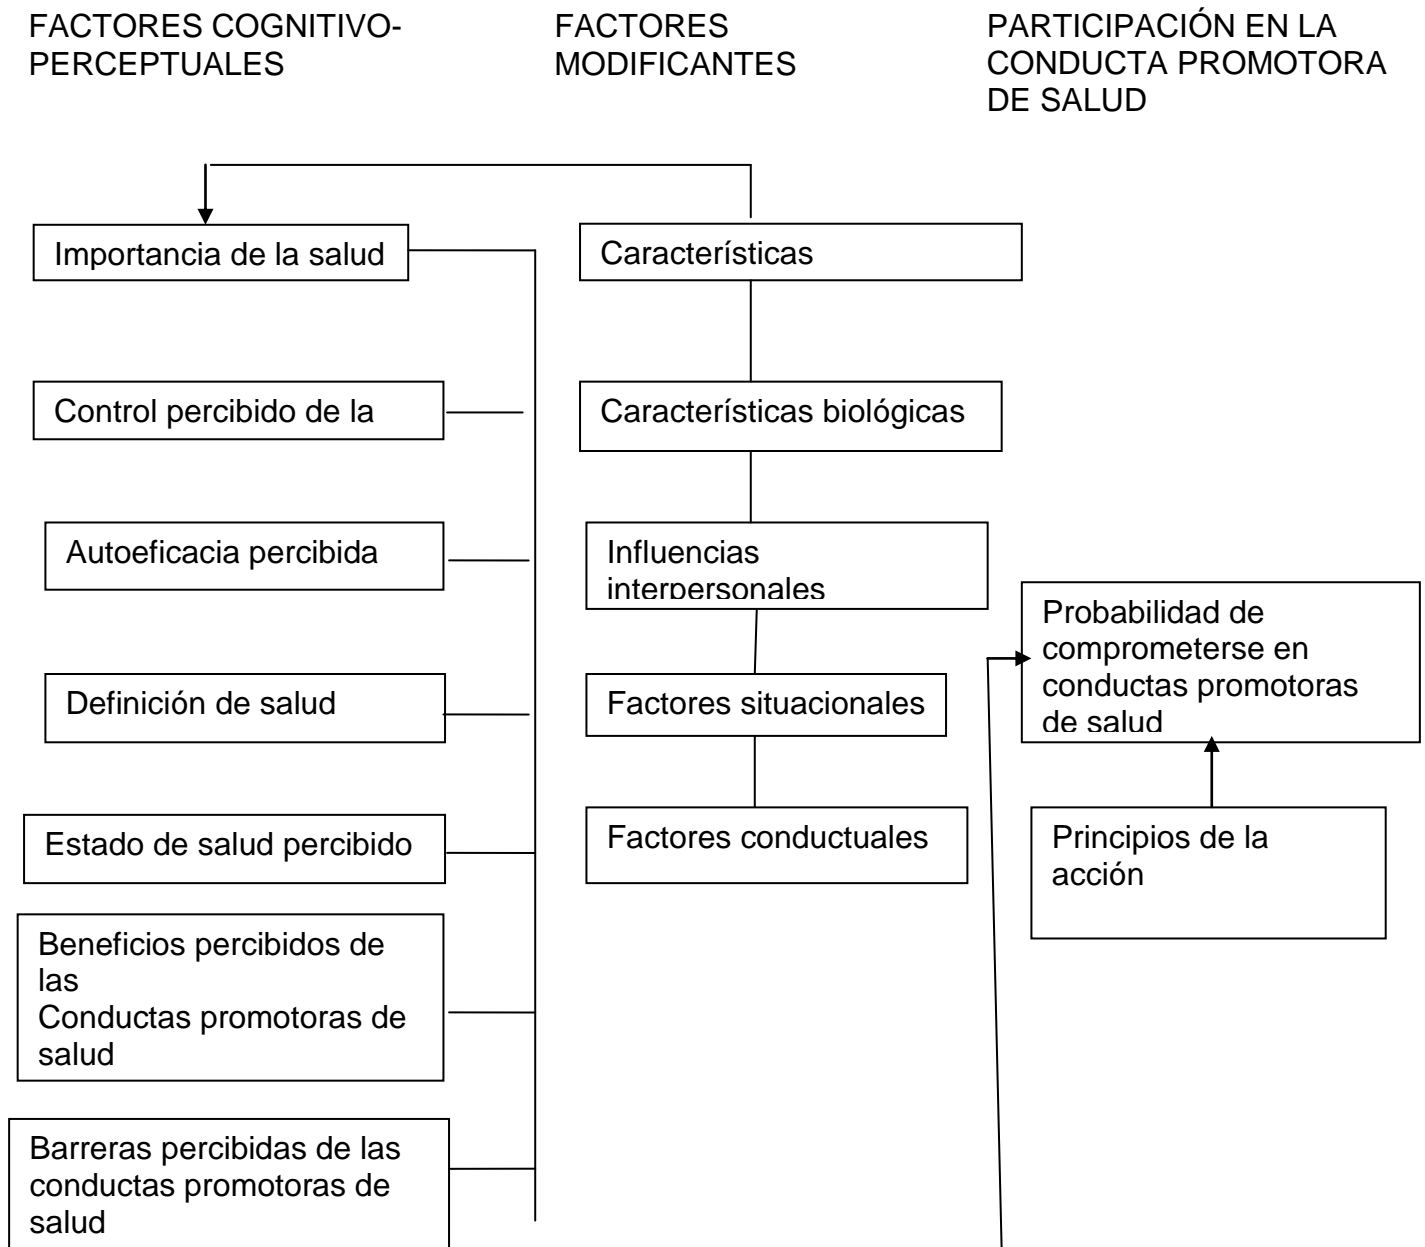 FACTORES COGNITIVO-
PERCEPTUALES
FACTORES
MODIFICANTES
PARTICIPACIÓN EN LA
CONDUCTA PROMOTORA
DE SALUD
Importancia de la salud
Control percibido de la
Autoeficacia percibida
Definición de salud
Estado de salud percibido
Beneficios percibidos de
las
Conductas promotoras de
salud
Barreras percibidas de las
conductas promotoras de
salud
Características
Características biológicas
Influencias
interpersonales
Factores situacionales
Factores conductuales
Probabilidad de
comprometerse en
conductas promotoras
de salud
Principios de la
acción